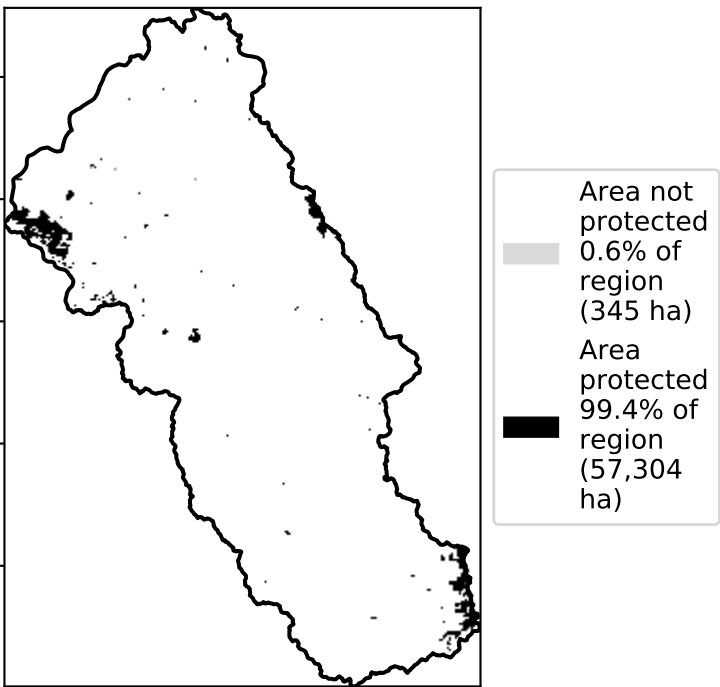 Area not
protected
0.6% of
region
(345 ha)
Area
protected
99.4% of
region
(57,304
ha)